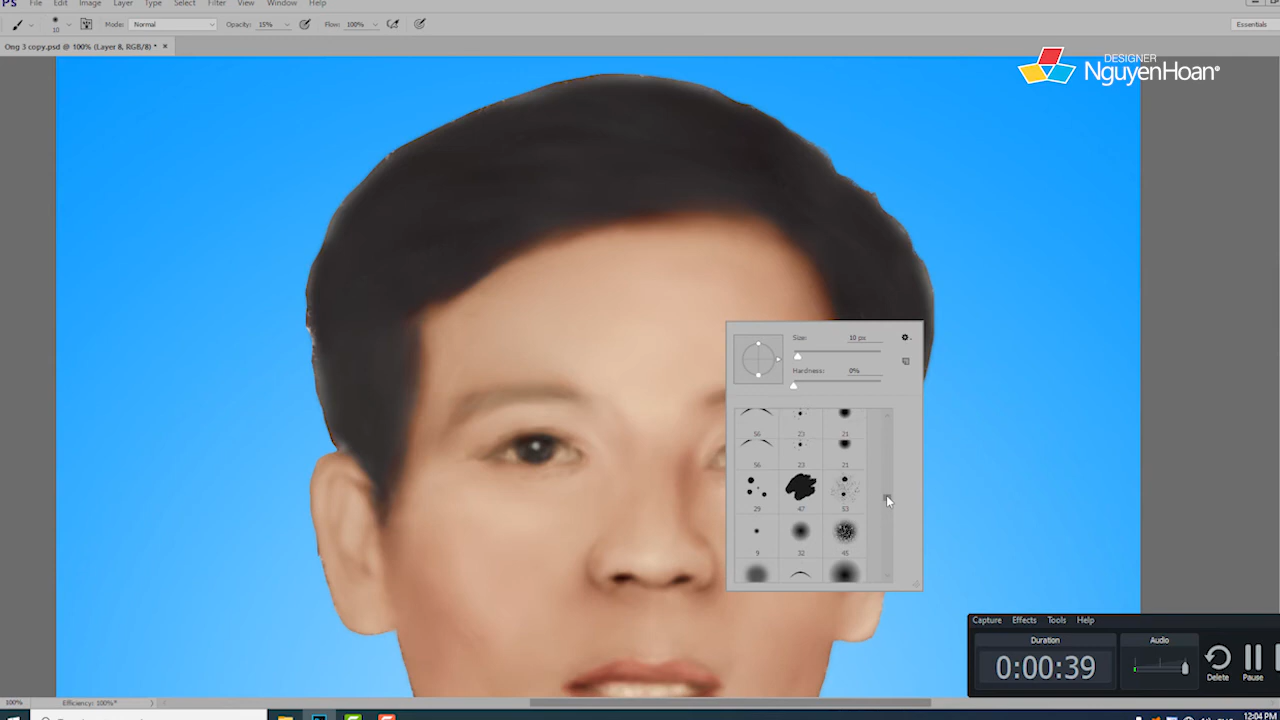 PS File Edit Image Layer Type Select Filter View Window Help
10 Mode: Normal Opacity: 15% Flow: 100% Essentials
Ong 3 copy.psd @ 100% (Layer 8, RGB/8) * ×
DESIGNER
NguyenHoan®
Size: 10 px
Hardness: 0%
56 23 21
56 23 21
29 47 53
9 32 45
Capture Effects Tools Help
Duration Audio
0:00:39
Delete Pause
100% Efficiency: 100%*
12:04 PM